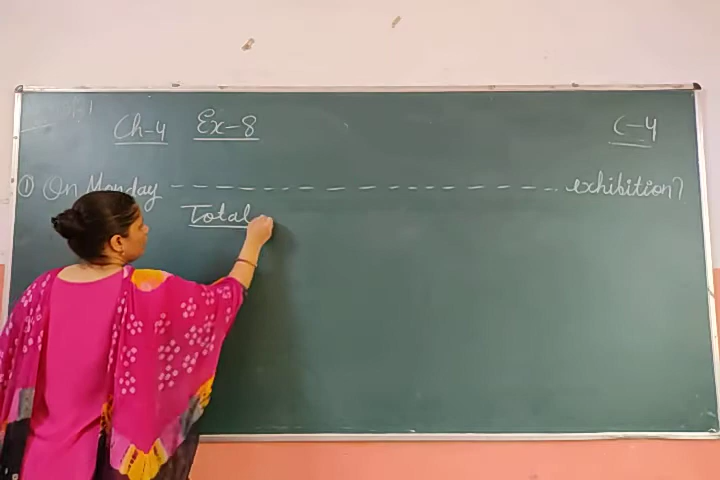 Ch-4 Ex-8 C-4
① On Monday - - - - - - - - - - - - - - - - - exhibition?
Total